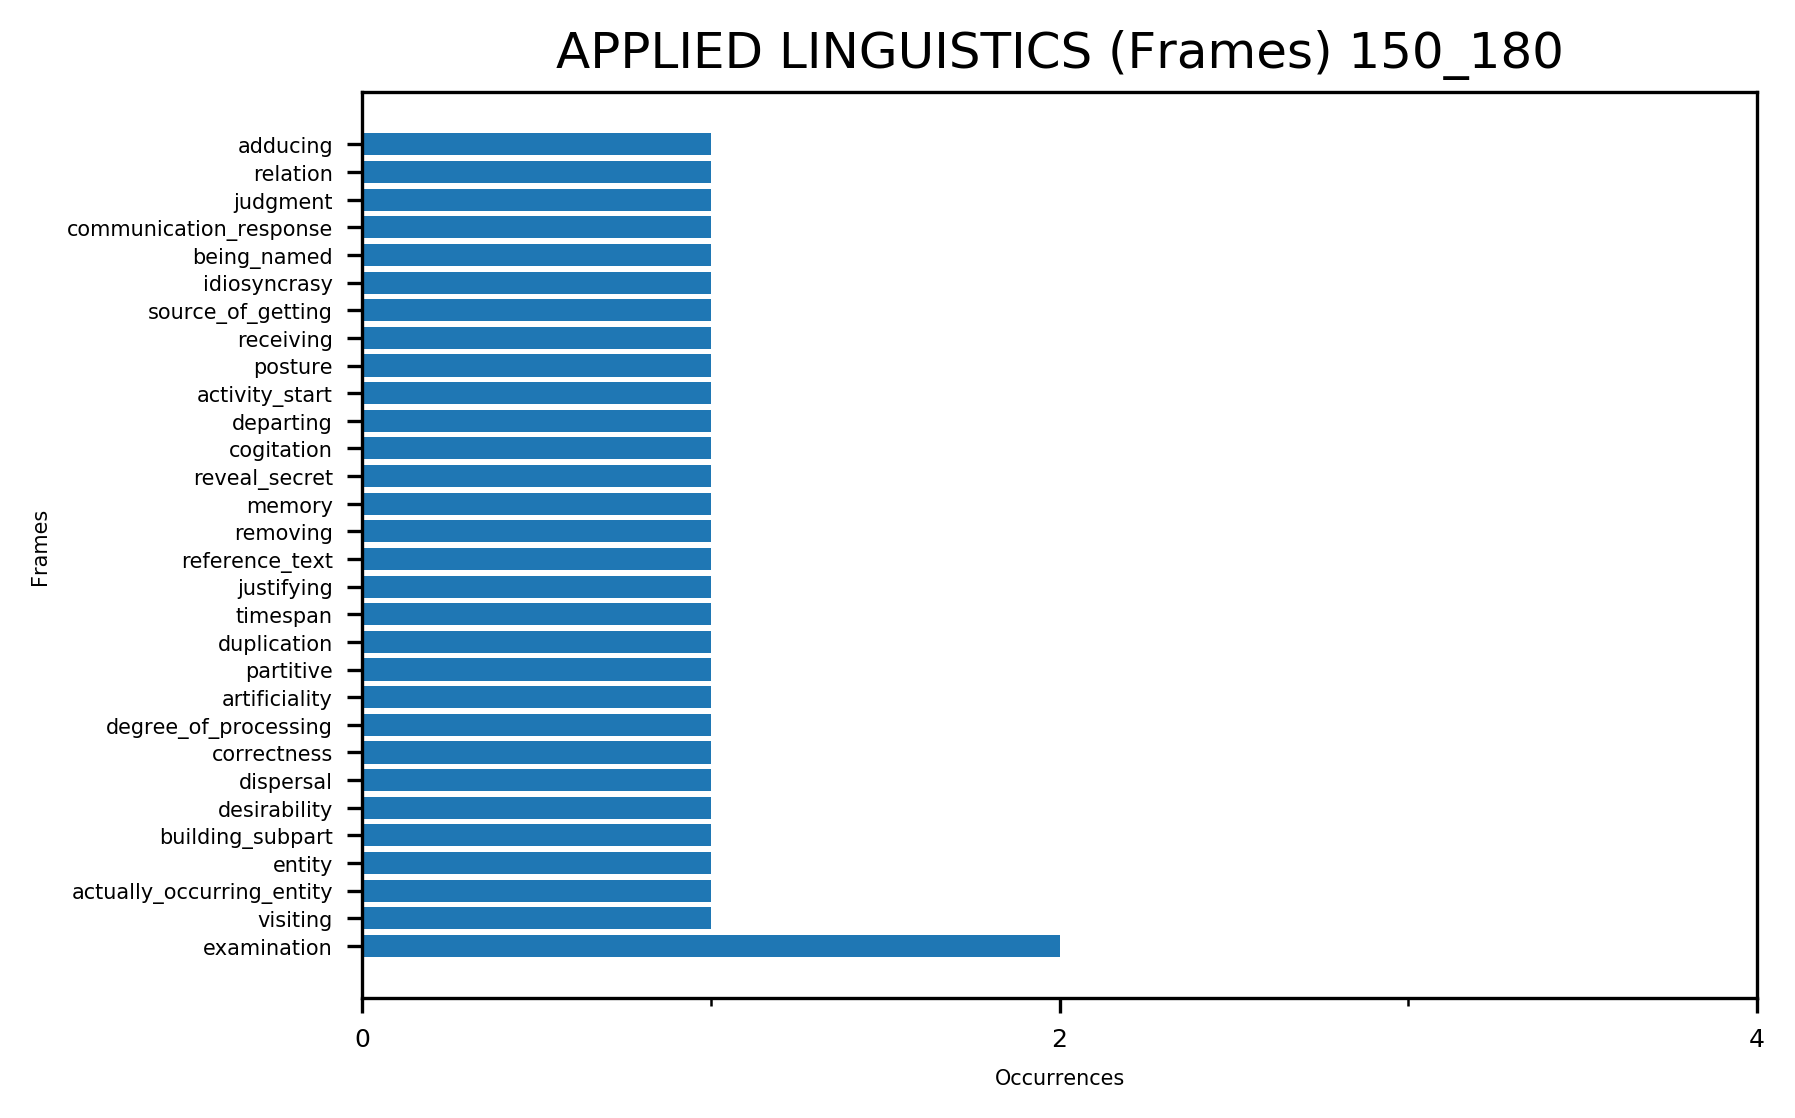 APPLIED LINGUISTICS (Frames) 150_180
adducing
relation
judgment
communication_response
being_named
idiosyncrasy
source_of_getting
receiving
posture
activity_start
departing
cogitation
reveal_secret
memory
removing
reference_text
justifying
timespan
duplication
partitive
artificiality
degree_of_processing
correctness
dispersal
desirability
building_subpart
entity
actually_occurring_entity
visiting
examination
Frames
0 2 4
Occurrences